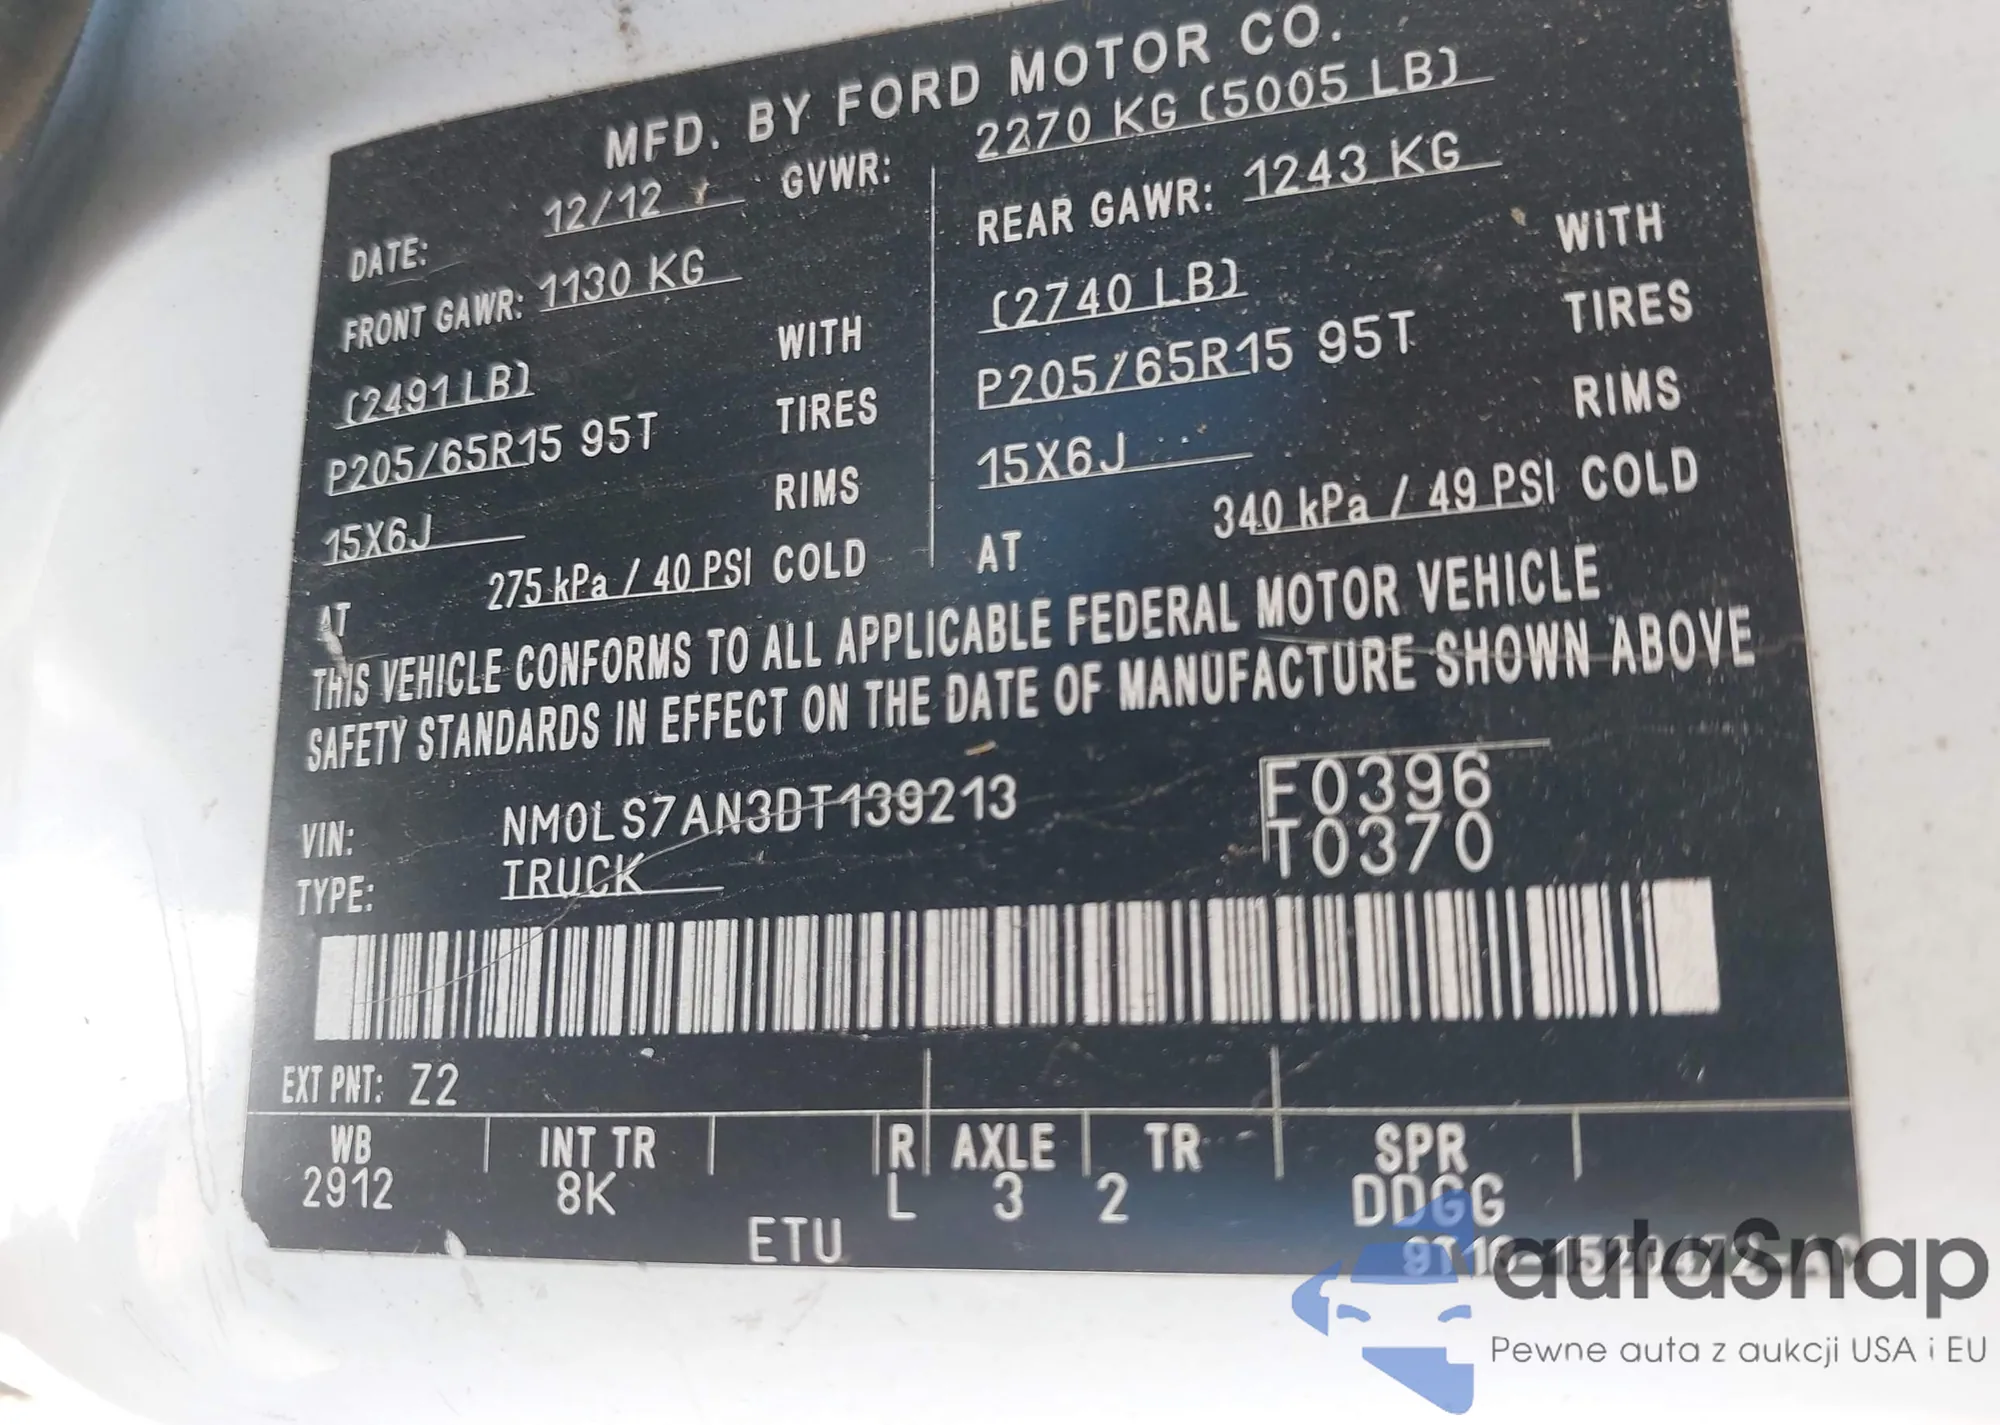 MFD. BY FORD MOTOR CO.
DATE: 12/12 GVWR: 2270 KG (5005 LB)
FRONT GAWR: 1130 KG
(2491 LB) WITH
P205/65R15 95T TIRES
15X6J RIMS
AT 275 kPa / 40 PSI COLD
REAR GAWR: 1243 KG
(2740 LB) WITH
P205/65R15 95T TIRES
15X6J RIMS
AT 340 kPa / 49 PSI COLD
THIS VEHICLE CONFORMS TO ALL APPLICABLE FEDERAL MOTOR VEHICLE
SAFETY STANDARDS IN EFFECT ON THE DATE OF MANUFACTURE SHOWN ABOVE
VIN: NM0LS7AN3DT139213
TYPE: TRUCK
F0396
T0370
EXT PNT: Z2
WB INT TR R AXLE TR SPR
2912 8K L 3 2 DDGG
ETU
autaSnap
Pewne auta z aukcji USA i EU